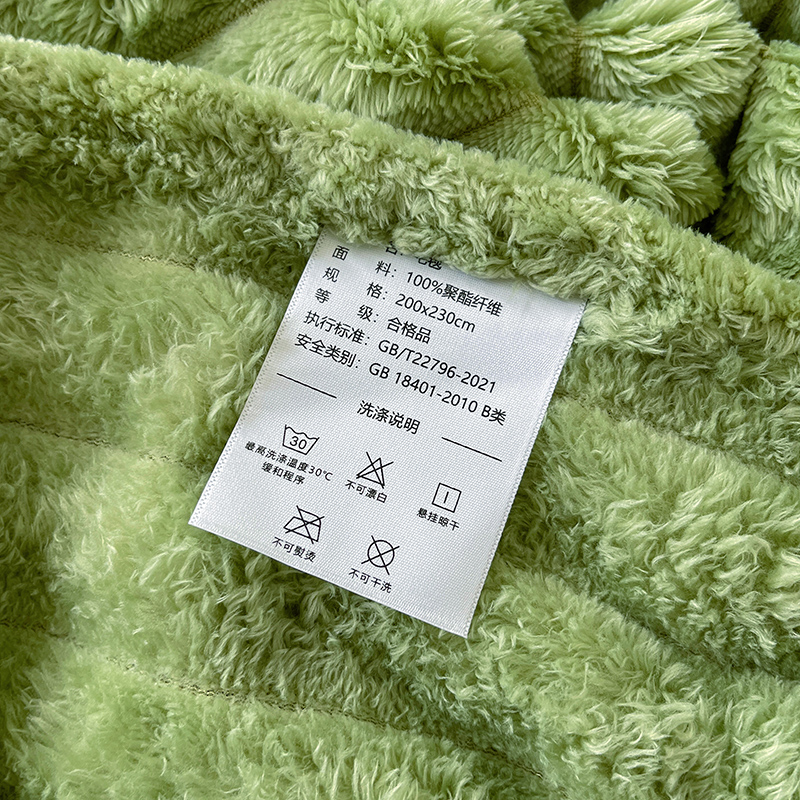 面 料：100%聚酯纤维
规 格：200x230cm
等 级：合格品
执行标准：GB/T22796-2021
安全类别：GB 18401-2010 B类
洗涤说明
30
最高洗涤温度30℃
缓和程序
不可漂白
悬挂晾干
不可熨烫
不可干洗